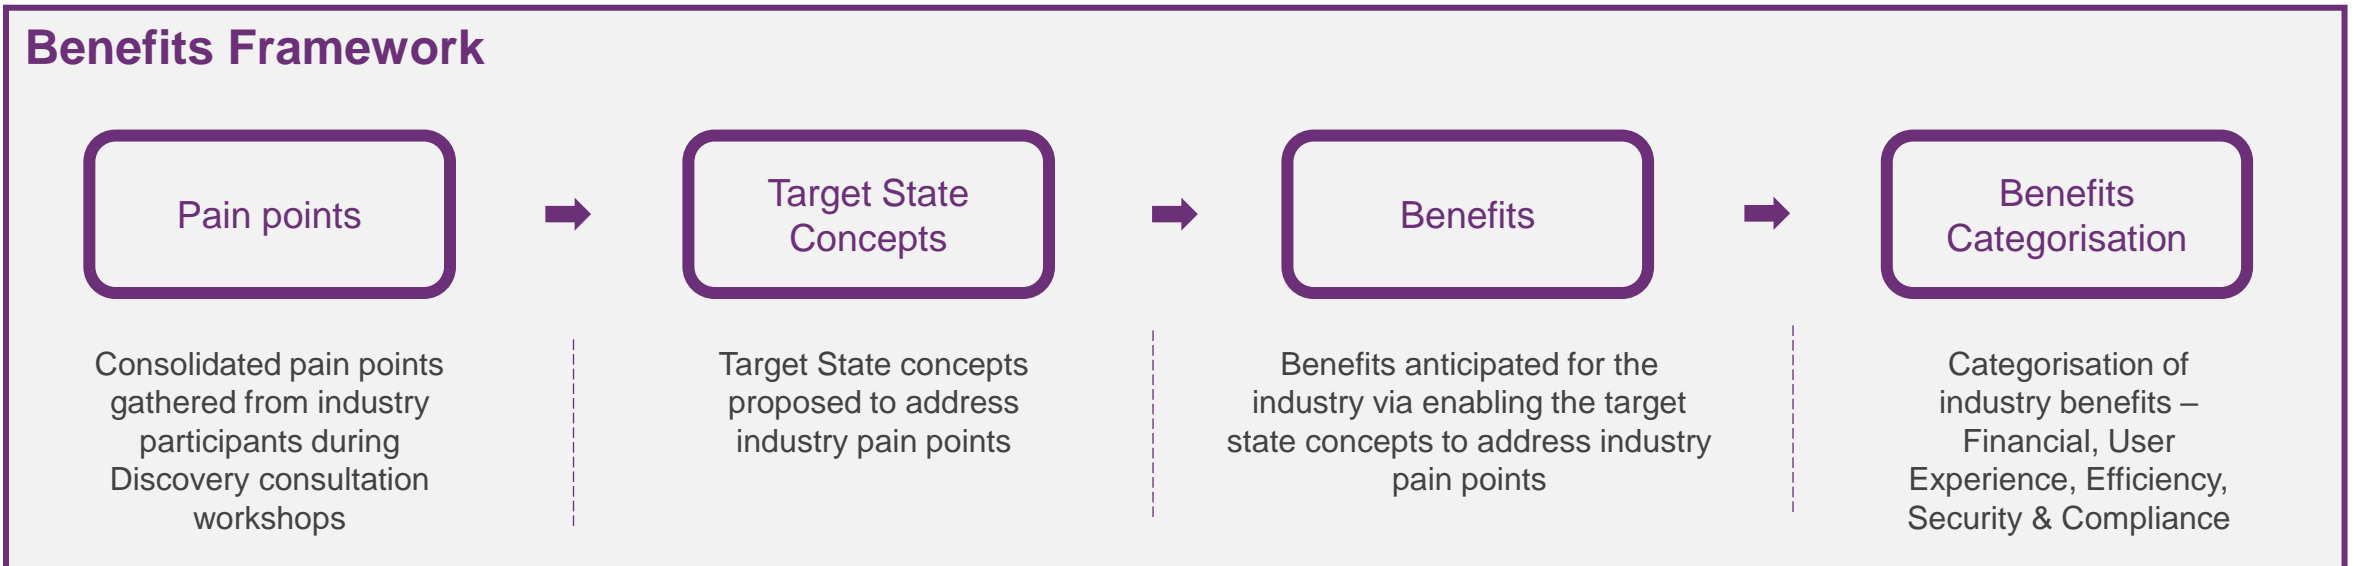 Benefits Framework
Pain points
Target State
Concepts
Benefits
Benefits
Categorisation
Consolidated pain points
gathered from industry
participants during
Discovery consultation
workshops
Target State concepts
proposed to address
industry pain points
Benefits anticipated for the
industry via enabling the target
state concepts to address industry
pain points
Categorisation of
industry benefits –
Financial, User
Experience, Efficiency,
Security & Compliance